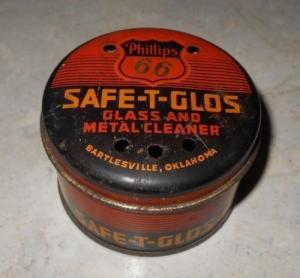 Phillips
66
SAFE-T-GLOS
GLASS AND
METAL CLEANER
BARTLESVILLE, OKLAHOMA
SAFE-T-GLOS